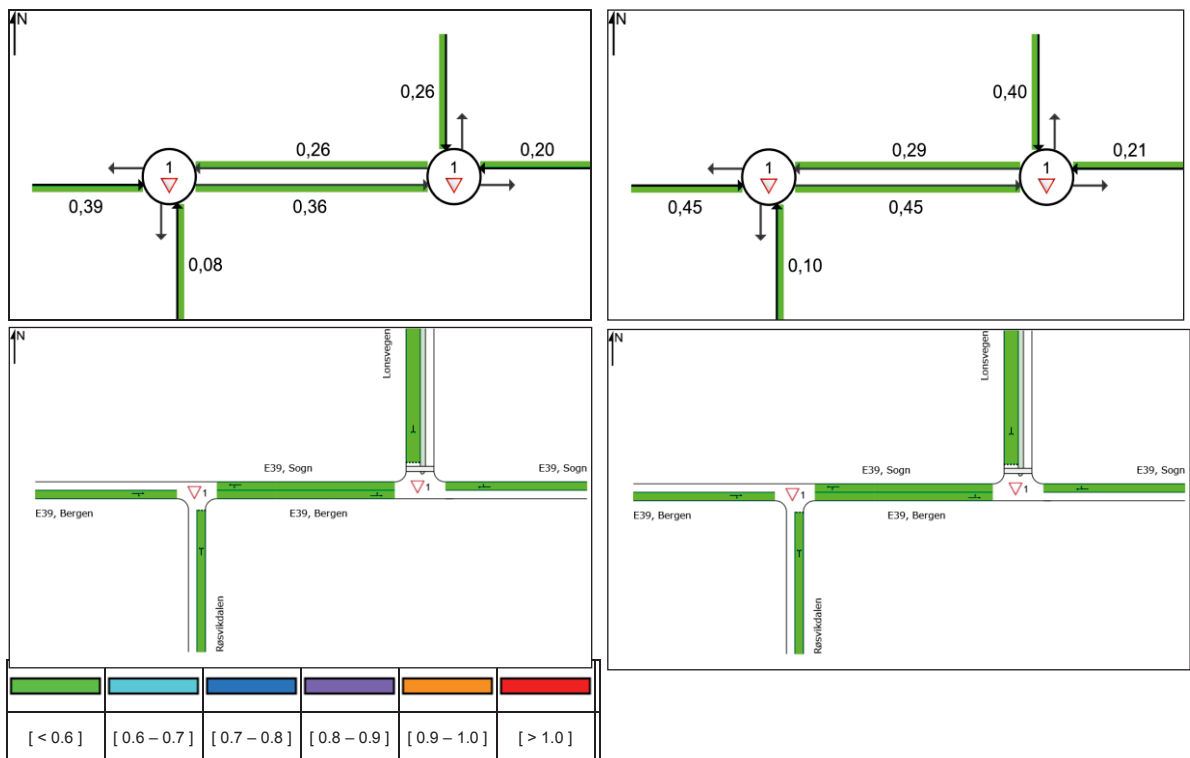 N
0,26
0,26
0,20
1
1
0,39
0,36
0,08
N
0,40
0,29
0,21
1
1
0,45
0,45
0,10
N
Lonsvegen
E39, Sogn
E39, Sogn
1
1
E39, Bergen
E39, Bergen
Røsvikdalen
N
Lonsvegen
E39, Sogn
E39, Sogn
1
1
E39, Bergen
E39, Bergen
Røsvikdalen
[ < 0.6 ] [ 0.6 – 0.7 ] [ 0.7 – 0.8 ] [ 0.8 – 0.9 ] [ 0.9 – 1.0 ] [ > 1.0 ]